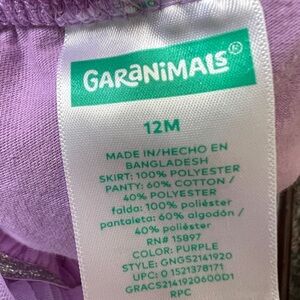 GARANIMALS®
12M
MADE IN/HECHO EN
BANGLADESH
SKIRT: 100% POLYESTER
PANTY: 60% COTTON /
40% POLYESTER
falda: 100% poliéster
pantaleta: 60% algodón /
40% poliéster
RN# 15897
COLOR: PURPLE
STYLE: GNGS2141920
UPC: 0 1521378171
GRACS2141920600D1
RPC